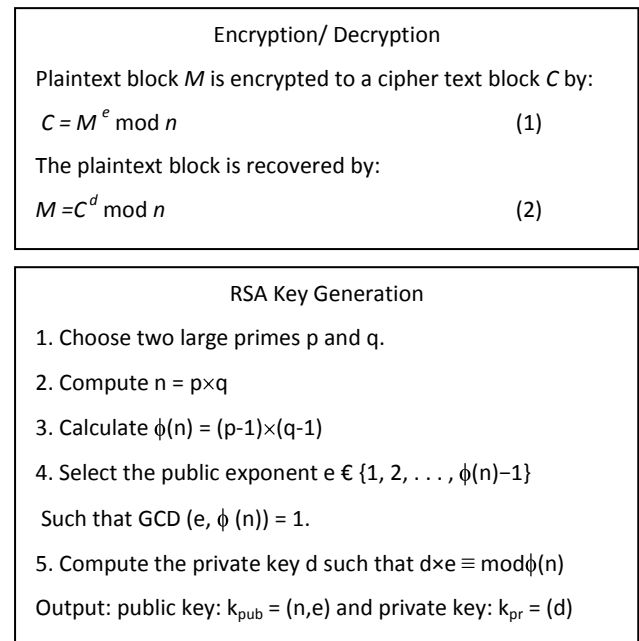 Encryption/ Decryption
Plaintext block M is encrypted to a cipher text block C by:
C = M^e mod n (1)
The plaintext block is recovered by:
M =C^d mod n (2)
RSA Key Generation
1. Choose two large primes p and q.
2. Compute n = p×q
3. Calculate ϕ(n) = (p-1)×(q-1)
4. Select the public exponent e € {1, 2, . . . , ϕ(n)−1}
Such that GCD (e, ϕ (n)) = 1.
5. Compute the private key d such that d×e ≡ modϕ(n)
Output: public key: k_pub = (n,e) and private key: k_pr = (d)